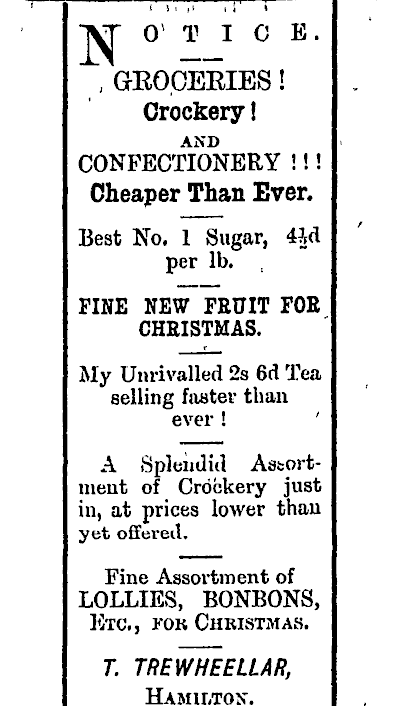 NOTICE.
GROCERIES!
Crockery!
AND
CONFECTIONERY!!!
Cheaper Than Ever.
Best No. 1 Sugar, 4½d
per lb.
FINE NEW FRUIT FOR
CHRISTMAS.
My Unrivalled 2s 6d Tea
selling faster than
ever!
A Splendid Assort-
ment of Crockery just
in, at prices lower than
yet offered.
Fine Assortment of
LOLLIES, BONBONS,
ETC., FOR CHRISTMAS.
T. TREWHEELLAR,
HAMILTON.